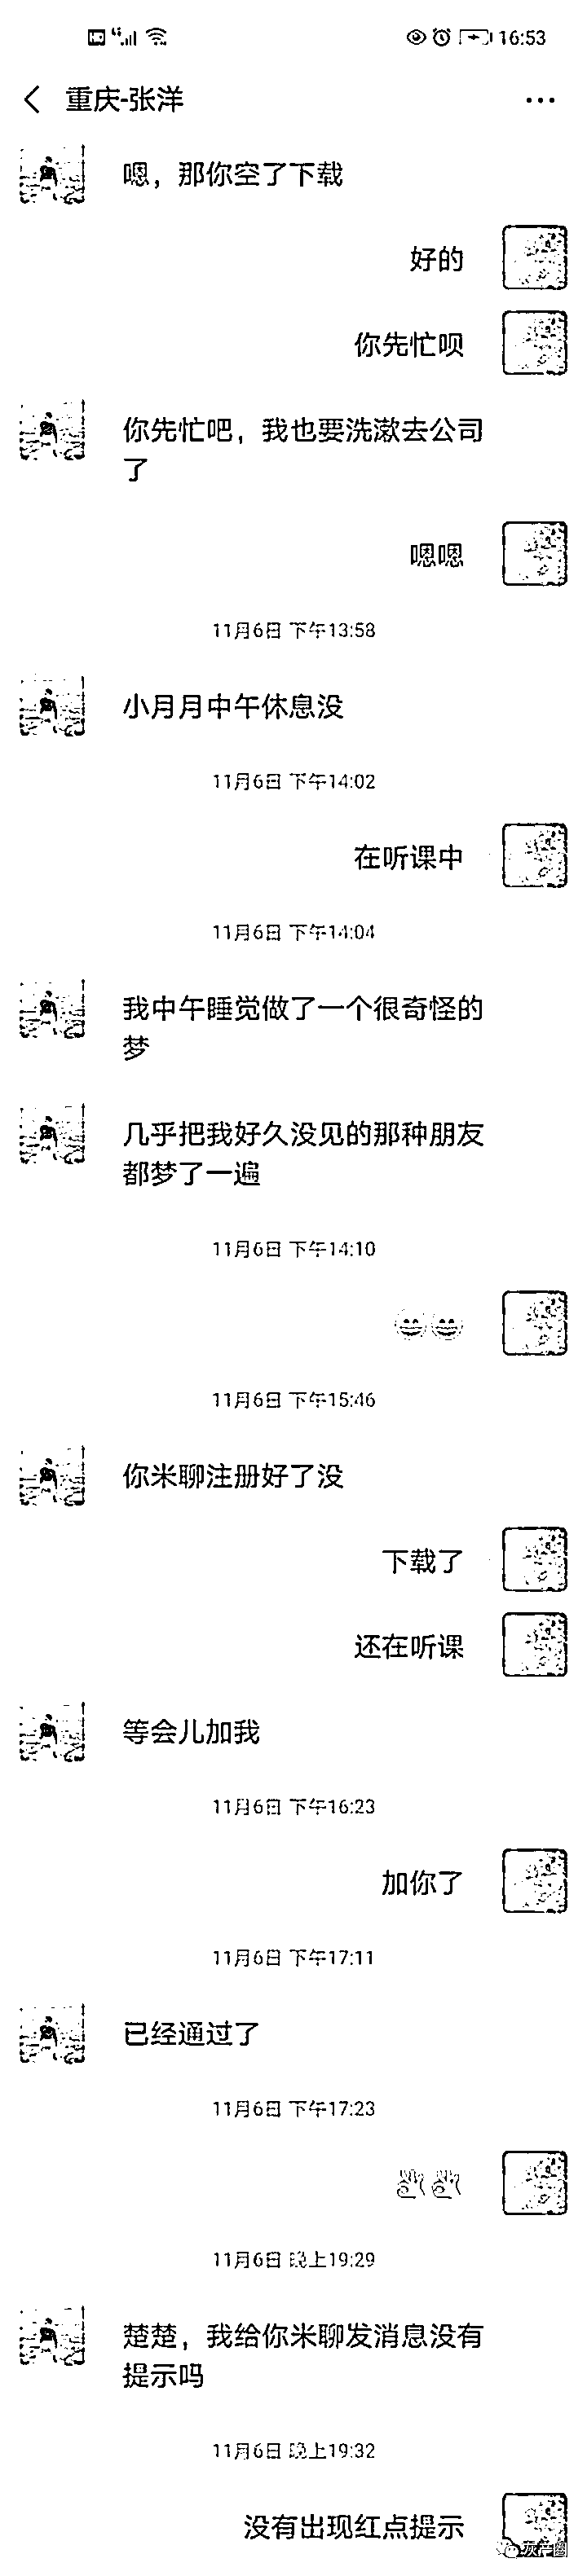 16:53
重庆-张洋
嗯，那你空了下载
好的
你先忙呗
你先忙吧，我也要洗漱去公司
了
嗯嗯
11月6日 下午13:58
小月月中午休息没
11月6日 下午14:02
在听课中
11月6日 下午14:04
我中午睡觉做了一个很奇怪的
梦
几乎把我好久没见的那种朋友
都梦了一遍
11月6日 下午14:10
11月6日 下午15:46
你米聊注册好了没
下载了
还在听课
等会儿加我
11月6日 下午16:23
加你了
11月6日 下午17:11
已经通过了
11月6日 下午17:23
11月6日 晚上19:29
楚楚，我给你米聊发消息没有
提示吗
11月6日 晚上19:32
没有出现红点提示